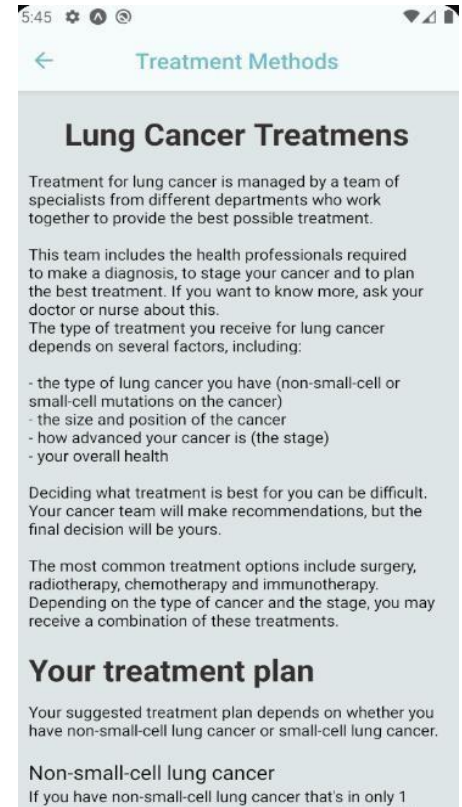 5:45
Treatment Methods
Lung Cancer Treatmens
Treatment for lung cancer is managed by a team of
specialists from different departments who work
together to provide the best possible treatment.
This team includes the health professionals required
to make a diagnosis, to stage your cancer and to plan
the best treatment. If you want to know more, ask your
doctor or nurse about this.
The type of treatment you receive for lung cancer
depends on several factors, including:
- the type of lung cancer you have (non-small-cell or
small-cell mutations on the cancer)
- the size and position of the cancer
- how advanced your cancer is (the stage)
- your overall health
Deciding what treatment is best for you can be difficult.
Your cancer team will make recommendations, but the
final decision will be yours.
The most common treatment options include surgery,
radiotherapy, chemotherapy and immunotherapy.
Depending on the type of cancer and the stage, you may
receive a combination of these treatments.
Your treatment plan
Your suggested treatment plan depends on whether you
have non-small-cell lung cancer or small-cell lung cancer.
Non-small-cell lung cancer
If you have non-small-cell lung cancer that's in only 1